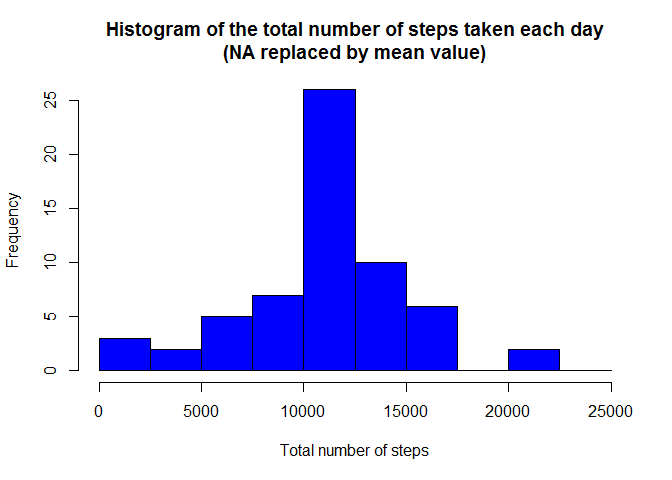 Histogram of the total number of steps taken each day
(NA replaced by mean value)
25
20
15
10
5
0
Frequency
0 5000 10000 15000 20000 25000
Total number of steps